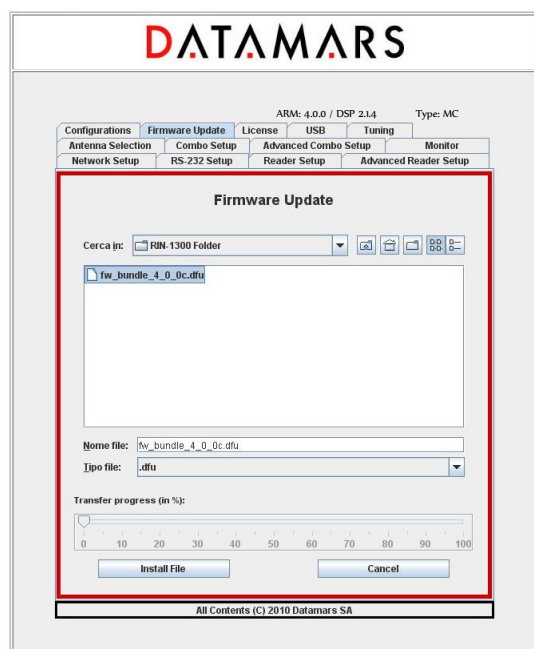 DATAMARS
ARM: 4.0.0 / DSP 2.1.4 Type: MC
Configurations Firmware Update License USB Tuning
Antenna Selection Combo Setup Advanced Combo Setup Monitor
Network Setup RS-232 Setup Reader Setup Advanced Reader Setup
Firmware Update
Cerca in: RIN-1300 Folder
fw_bundle_4_0_0c.dfu
Nome file: fw_bundle_4_0_0c.dfu
Tipo file: .dfu
Transfer progress (in %):
0 10 20 30 40 50 60 70 80 90 100
Install File Cancel
All Contents (C) 2010 Datamars SA